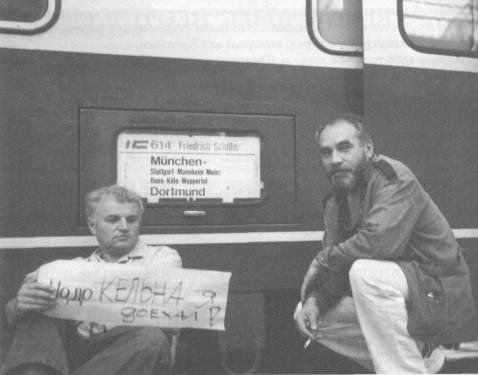 IC 614 Friedrich Schiller
München-
Stuttgart-Mannheim-Mainz
Bonn-Köln-Wuppertal
Dortmund
До КЕЛЬНА Я
доЕхАл!